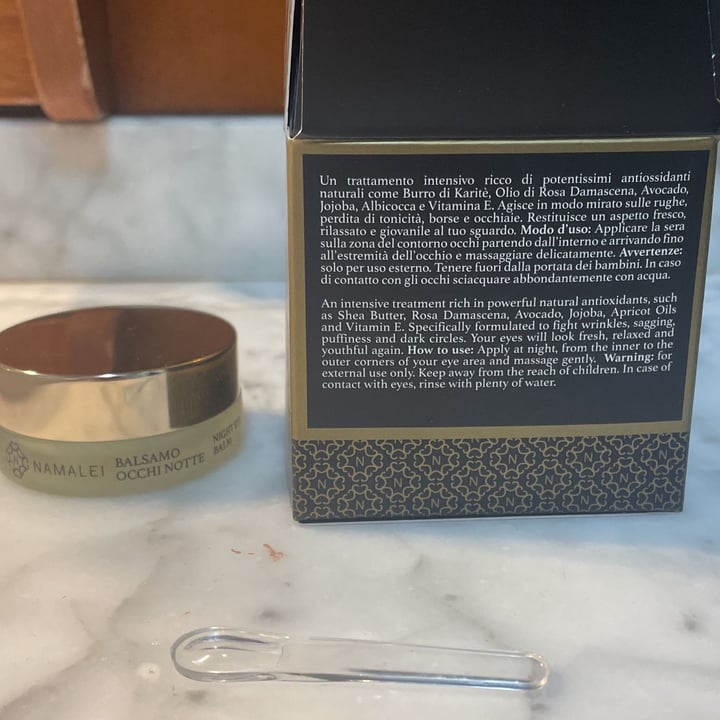 Un trattamento intensivo ricco di potentissimi antiossidanti
naturali come Burro di Karitè, Olio di Rosa Damascena, Avocado,
Jojoba, Albicocca e Vitamina E. Agisce in modo mirato sulle rughe,
perdita di tonicità, borse e occhiaie. Restituisce un aspetto fresco,
rilassato e giovanile al tuo sguardo. Modo d'uso: Applicare la sera
sulla zona del contorno occhi partendo dall'interno e arrivando fino
all'estremità dell'occhio e massaggiare delicatamente. Avvertenze:
solo per uso esterno. Tenere fuori dalla portata dei bambini. In caso
di contatto con gli occhi sciacquare abbondantemente con acqua.
An intensive treatment rich in powerful natural antioxidants, such
as Shea Butter, Rosa Damascena, Avocado, Jojoba, Apricot Oils
and Vitamin E. Specifically formulated to fight wrinkles, sagging,
puffiness and dark circles. Your eyes will look fresh, relaxed and
youthful again. How to use: Apply at night, from the inner to the
outer corners of your eye area and massage gently. Warning: for
external use only. Keep away from the reach of children. In case of
contact with eyes, rinse with plenty of water.
N NAMALEI
BALSAMO
OCCHI NOTTE
NIGHT
BALM